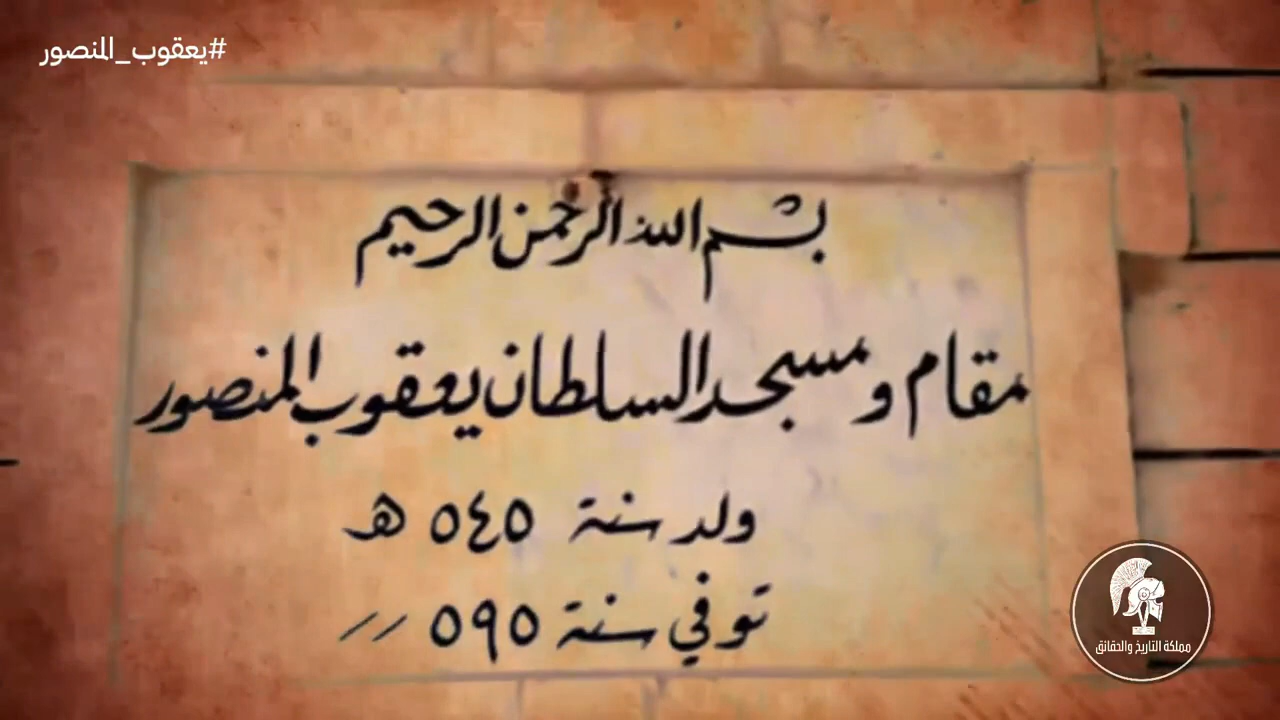 #يعقوب_المنصور
بسم الله الرحمن الرحيم
مقام ومسجد السلطان يعقوب المنصور
ولد سنة ٥٤٥ هـ
توفي سنة ٥٩٥ //
مملكة التاريخ والحقائق